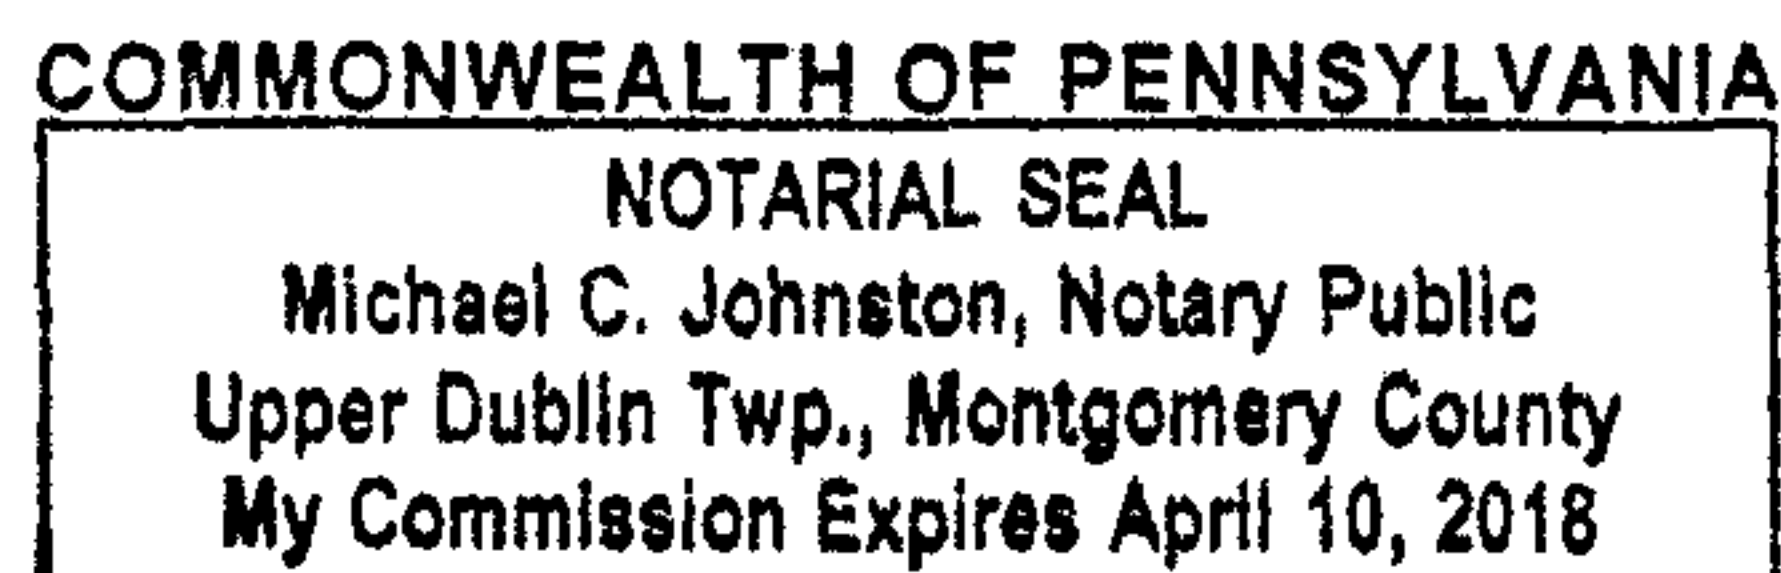 COMMONWEALTH OF PENNSYLVANIA
NOTARIAL SEAL
Michael C. Johnston, Notary Public
Upper Dublin Twp., Montgomery County
My Commission Expires April 10, 2018